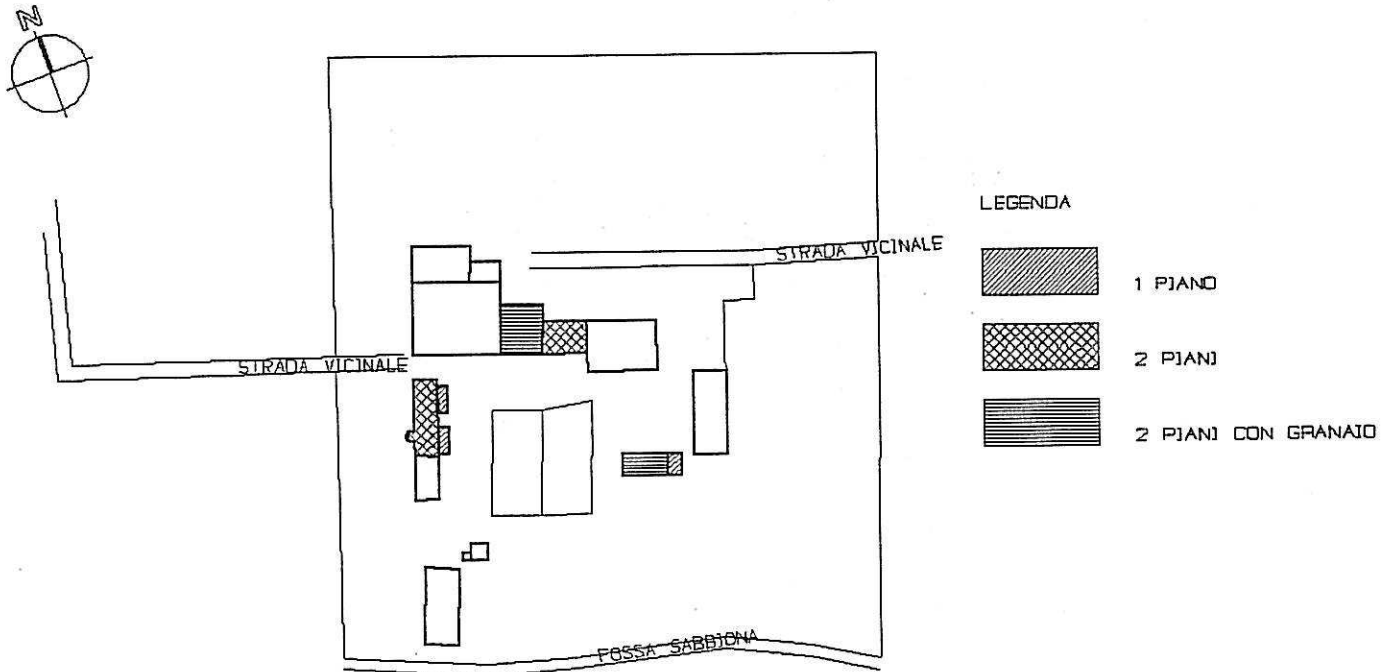 N
LEGENDA
STRADA VICINALE
1 PIANO
2 PIANI
STRADA VICINALE
2 PIANI CON GRANAIO
FOSSA SABBIONA